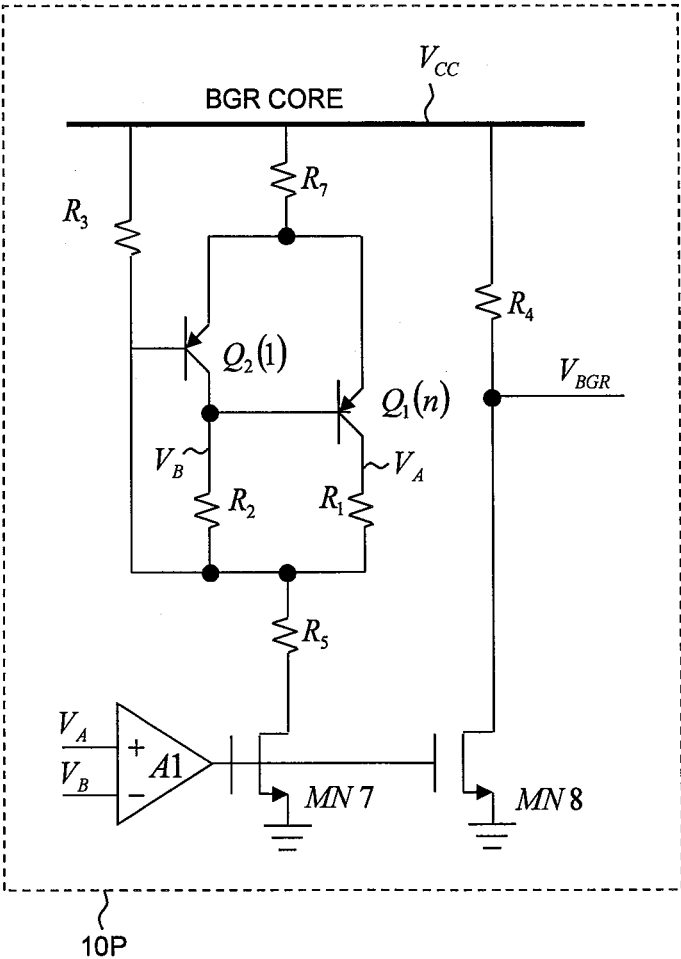 V_CC
BGR CORE
R_7
R_3
R_4
Q_2(1)
V_BGR
Q_1(n)
V_B
V_A
R_2
R_1
R_5
V_A
+
A1
V_B
−
MN 7
MN 8
10P